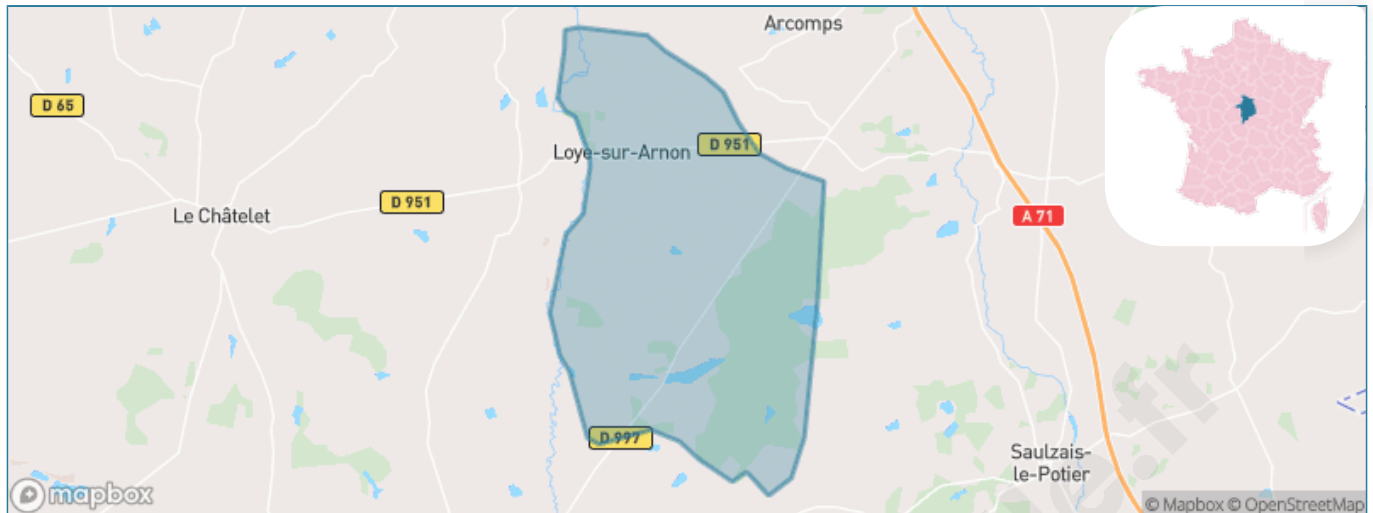 Arcomps
D 65
D 951
Loye-sur-Arnon
D 951
Le Châtelet
A 71
D 997
Saulzais-
le-Potier
mapbox
© Mapbox © OpenStreetMap